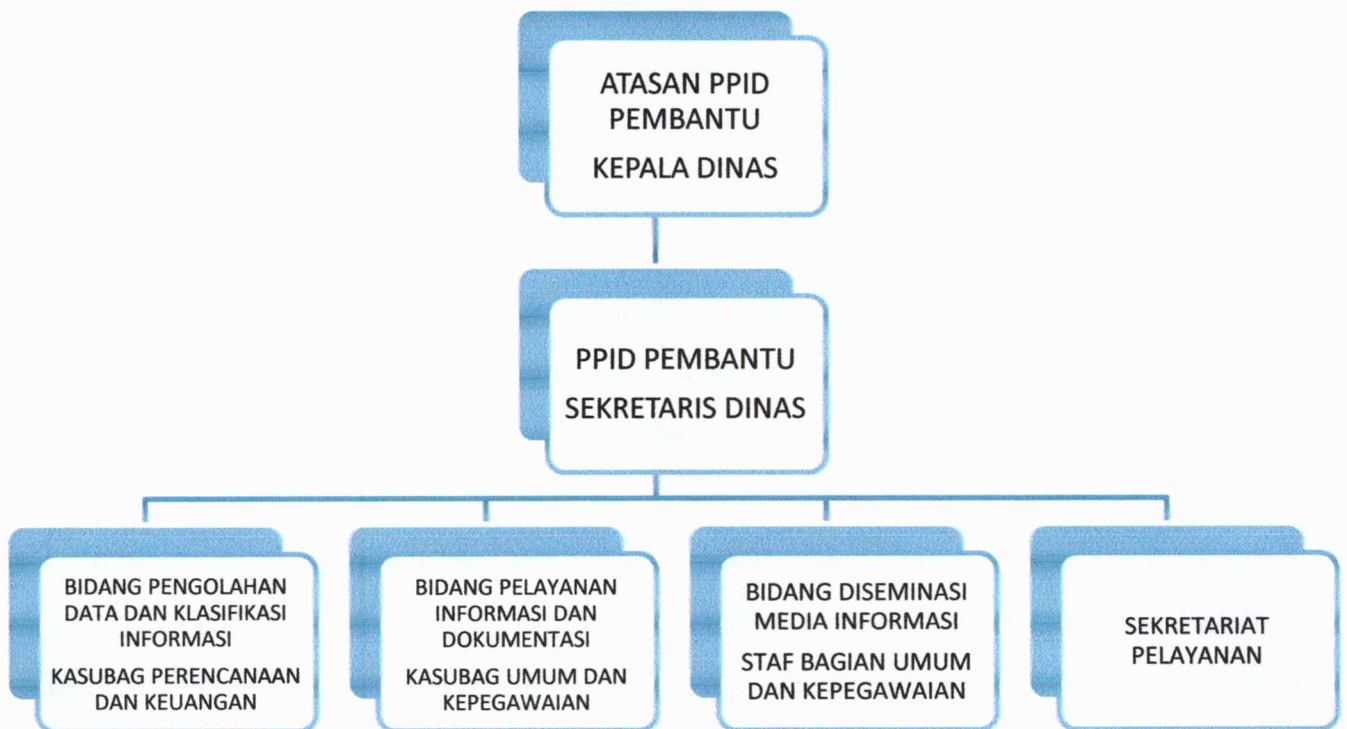 ATASAN PPID
PEMBANTU
KEPALA DINAS
PPID PEMBANTU
SEKRETARIS DINAS
BIDANG PENGOLAHAN
DATA DAN KLASIFIKASI
INFORMASI
KASUBAG PERENCANAAN
DAN KEUANGAN
BIDANG PELAYANAN
INFORMASI DAN
DOKUMENTASI
KASUBAG UMUM DAN
KEPEGAWAIAN
BIDANG DISEMINASI
MEDIA INFORMASI
STAF BAGIAN UMUM
DAN KEPEGAWAIAN
SEKRETARIAT
PELAYANAN